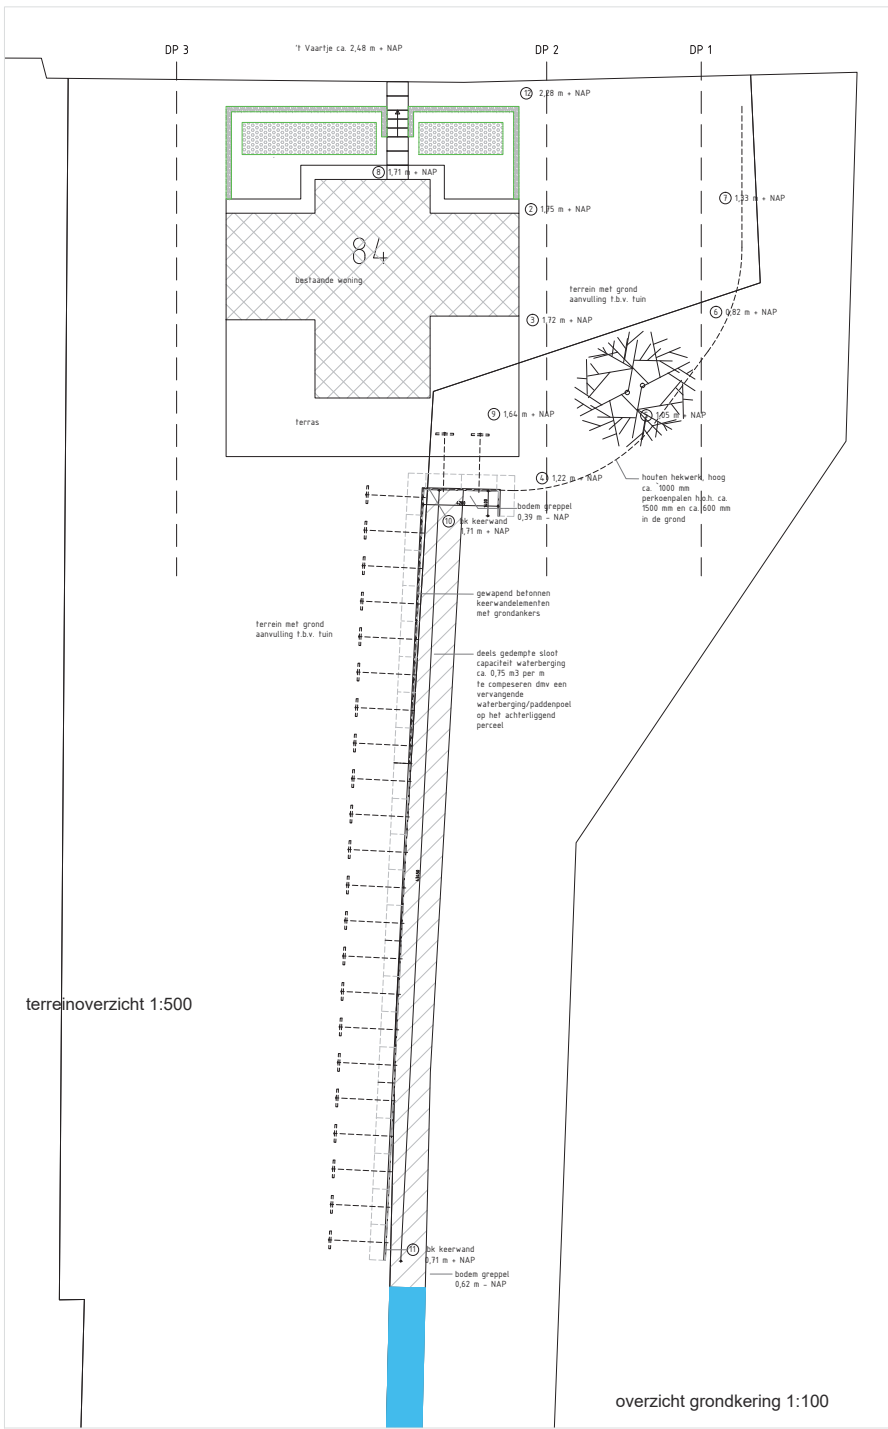 DP 3
't Vaartje ca. 2,48 m + NAP
DP 2
DP 1
12 2,28 m + NAP
8 1,71 m + NAP
7 1,33 m + NAP
2 1,75 m + NAP
84
bestaande woning
terrein met grond
aanvulling t.b.v. tuin
6 0,82 m + NAP
3 1,72 m + NAP
9 1,64 m + NAP
5 1,05 m + NAP
terras
4 1,22 m + NAP
houten hekwerk, hoog
ca. 1000 mm
perkoenpalen h.o.h. ca.
1500 mm en ca. 600 mm
in de grond
bodem greppel
0,39 m - NAP
10 bk keerwand
1,71 m + NAP
gewapend betonnen
keerwandelementen
met grondankers
terrein met grond
aanvulling t.b.v. tuin
deels gedempte sloot
capaciteit waterberging
ca. 0,75 m3 per m
te compeseren dmv een
vervangende
waterberging/paddenpoel
op het achterliggend
perceel
terreinoverzicht 1:500
11 bk keerwand
0,71 m + NAP
bodem greppel
0,62 m - NAP
overzicht grondkering 1:100